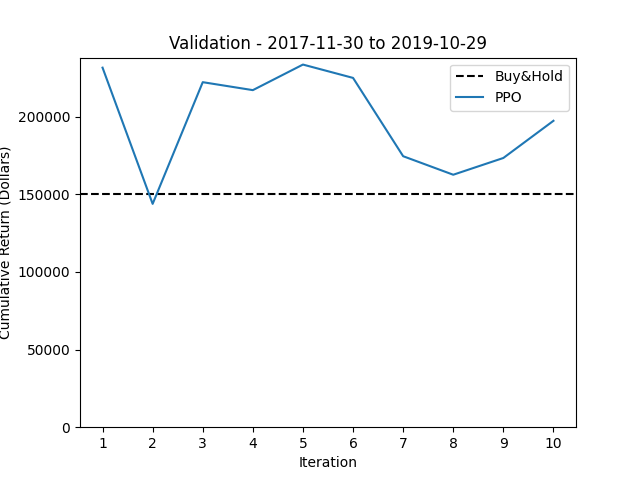 Validation - 2017-11-30 to 2019-10-29
Buy&Hold
PPO
Cumulative Return (Dollars)
200000
150000
100000
50000
0
1 2 3 4 5 6 7 8 9 10
Iteration